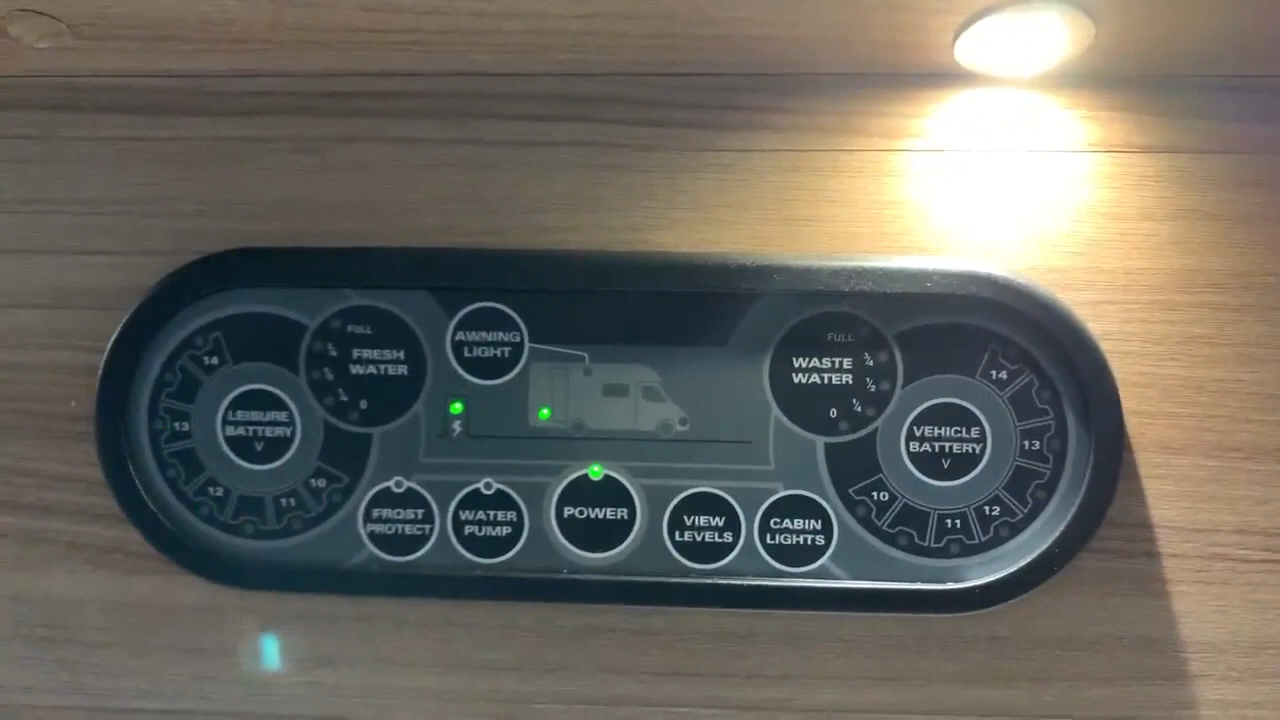 14
13
12
11
10
LEISURE
BATTERY
V
FULL
3/4
1/2
1/4
0
FRESH
WATER
AWNING
LIGHT
FULL
3/4
1/2
1/4
0
WASTE
WATER
14
13
12
11
10
VEHICLE
BATTERY
V
FROST
PROTECT
WATER
PUMP
POWER
VIEW
LEVELS
CABIN
LIGHTS